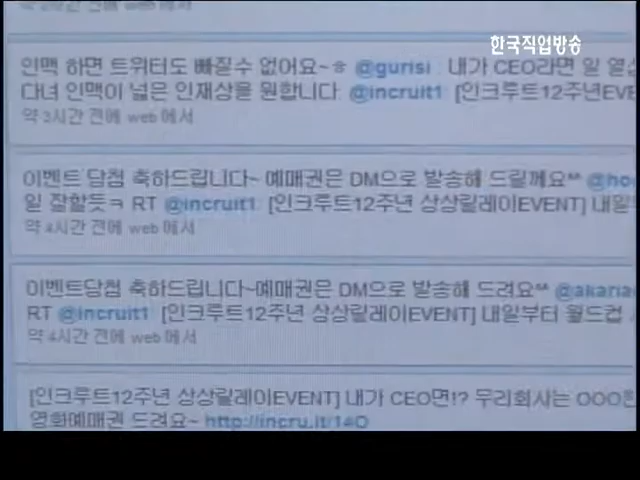 한국직업방송
인맥 하면 트위터도 빠질수 없어요~ㅎ @gurisi : 내가 CEO라면 일 열심
다녀 인맥이 넓은 인재상을 원합니다. @incruit1 [인크루트12주년EVE
약 3시간 전에 web에서
이벤트 당첨 축하드립니다~ 예매권은 DM으로 발송해 드릴께요^^ @ho
일 잘할듯ㅋ RT @incruit1 [인크루트12주년 상상릴레이EVENT] 내일
약 4시간 전에 web에서
이벤트당첨 축하드립니다~예매권은 DM으로 발송해 드려요^^ @akaria
RT @incruit1 [인크루트12주년 상상릴레이EVENT] 내일부터 월드컵
약 4시간 전에 web에서
[인크루트12주년 상상릴레이EVENT] 내가 CEO면!? 우리회사는 OOO한
영화예매권 드려요~ http://incru.it/14O